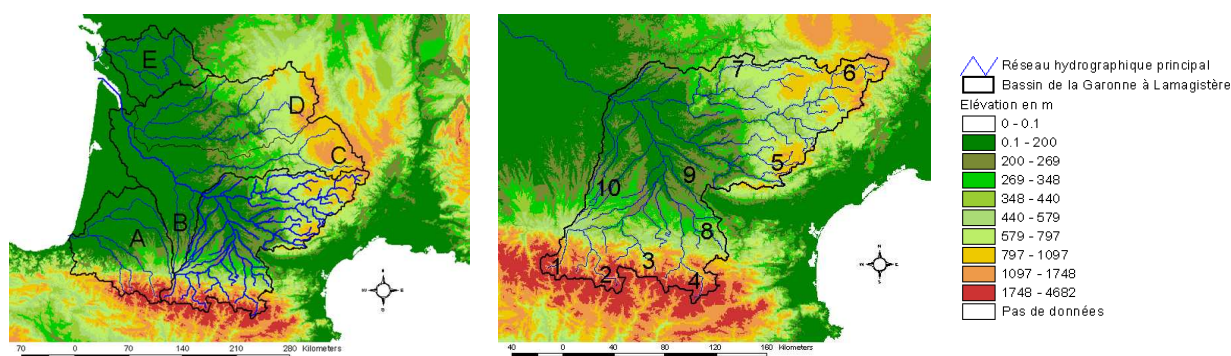 E
D
C
B
A
70 0 70 140 210 280 Kilometers
7
6
5
9
10
8
3
1
2
4
40 0 40 80 120 160 Kilometers
Réseau hydrographique principal
Bassin de la Garonne à Lamagistère
Elévation en m
0 - 0.1
0.1 - 200
200 - 269
269 - 348
348 - 440
440 - 579
579 - 797
797 - 1097
1097 - 1748
1748 - 4682
Pas de données